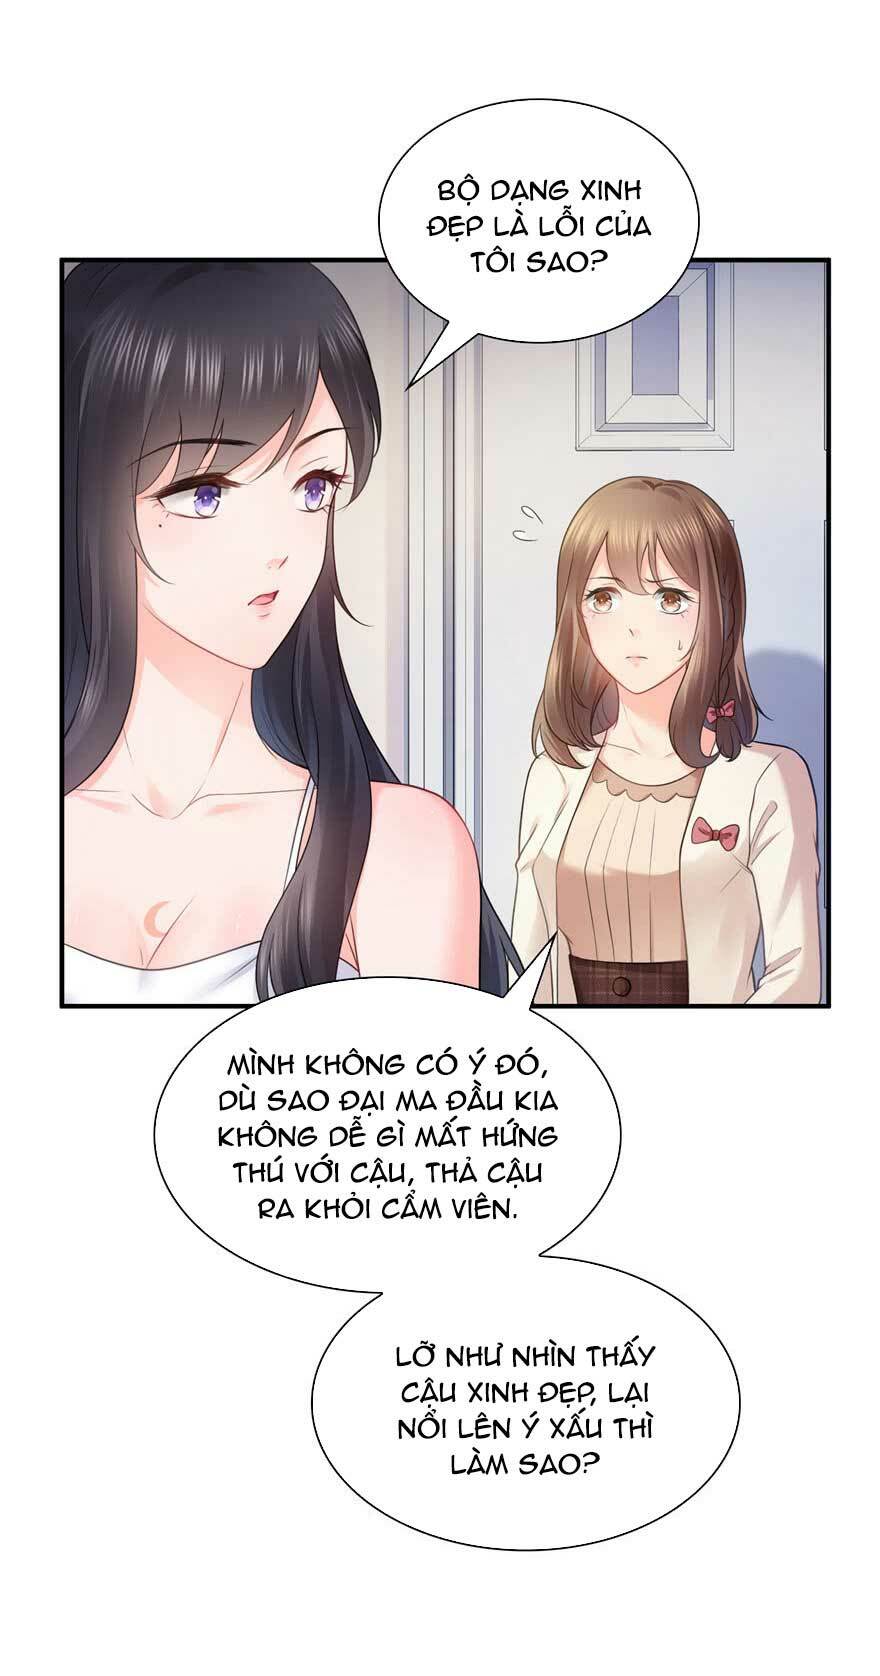 BỘ DẠNG XINH
ĐẸP LÀ LỖI CỦA
TÔI SAO?
MÌNH KHÔNG CÓ Ý ĐÓ,
DÙ SAO ĐẠI MA ĐẦU KIA
KHÔNG DỄ GÌ MẤT HỨNG
THÚ VỚI CẬU, THẢ CẬU
RA KHỎI CẨM VIÊN.
LỠ NHƯ NHÌN THẤY
CẬU XINH ĐẸP, LẠI
NỔI LÊN Ý XẤU THÌ
LÀM SAO?